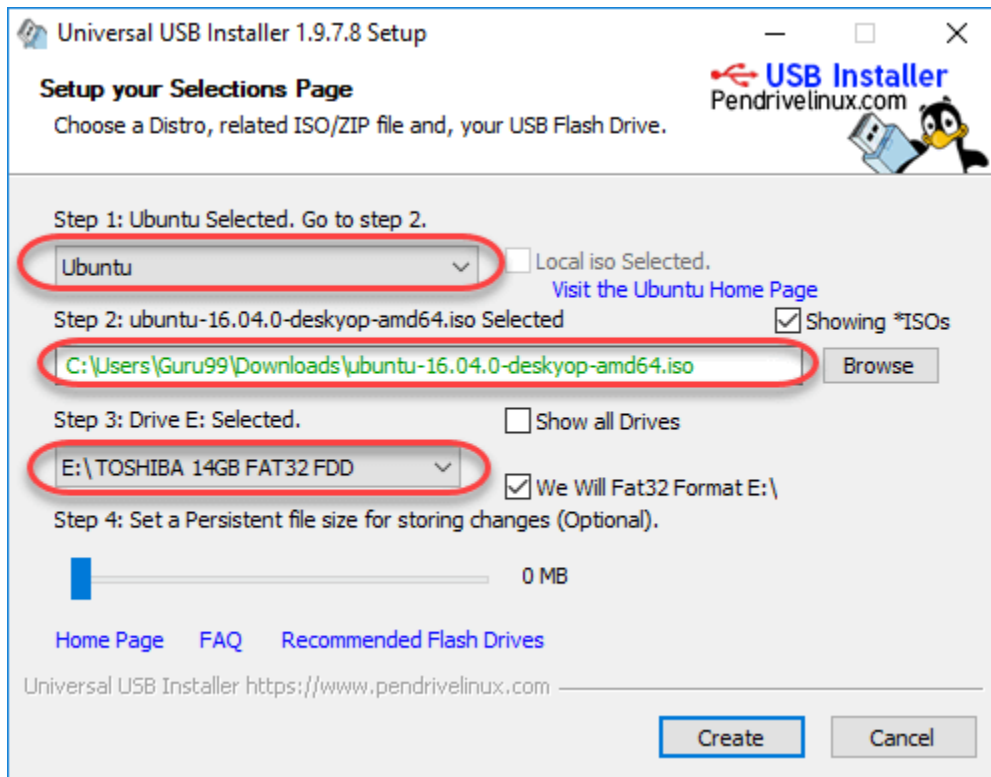 Universal USB Installer 1.9.7.8 Setup
Setup your Selections Page
Choose a Distro, related ISO/ZIP file and, your USB Flash Drive.
USB Installer
Pendrivelinux.com
Step 1: Ubuntu Selected. Go to step 2.
Ubuntu
Local iso Selected.
Visit the Ubuntu Home Page
Step 2: ubuntu-16.04.0-deskyop-amd64.iso Selected
Showing *ISOs
C:\Users\Guru99\Downloads\ubuntu-16.04.0-deskyop-amd64.iso
Browse
Step 3: Drive E: Selected.
Show all Drives
E:\ TOSHIBA 14GB FAT32 FDD
We Will Fat32 Format E:\
Step 4: Set a Persistent file size for storing changes (Optional).
0 MB
Home Page FAQ Recommended Flash Drives
Universal USB Installer https://www.pendrivelinux.com
Create Cancel